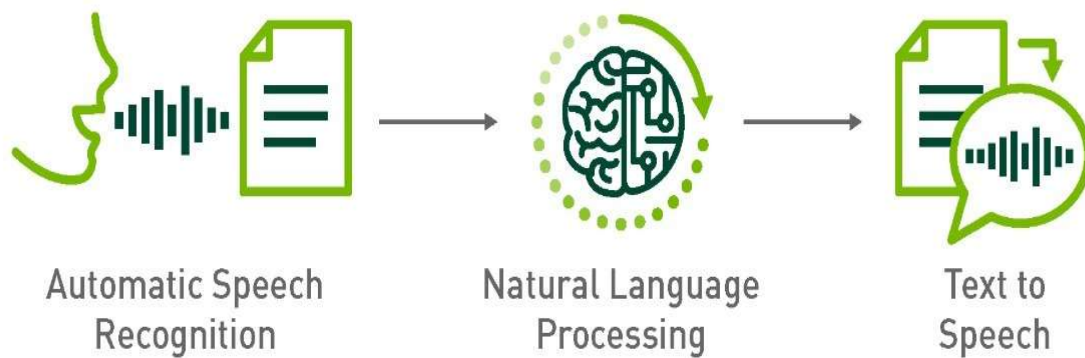 Automatic Speech
Recognition
Natural Language
Processing
Text to
Speech